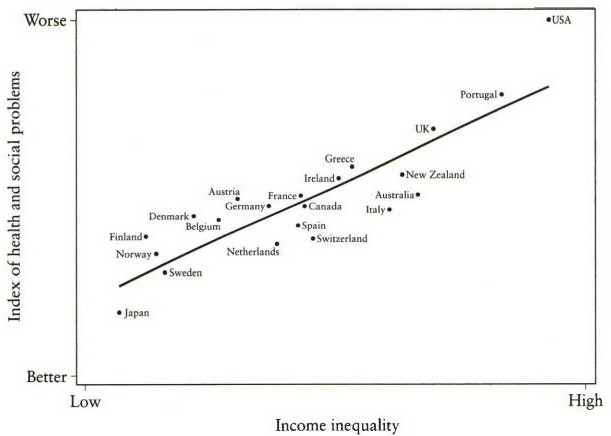 Worse
USA
Portugal
UK
Greece
Ireland
New Zealand
Austria
France
Australia
Germany
Canada
Italy
Denmark
Belgium
Spain
Finland
Switzerland
Norway
Netherlands
Sweden
Japan
Better
Low
High
Income inequality
Index of health and social problems